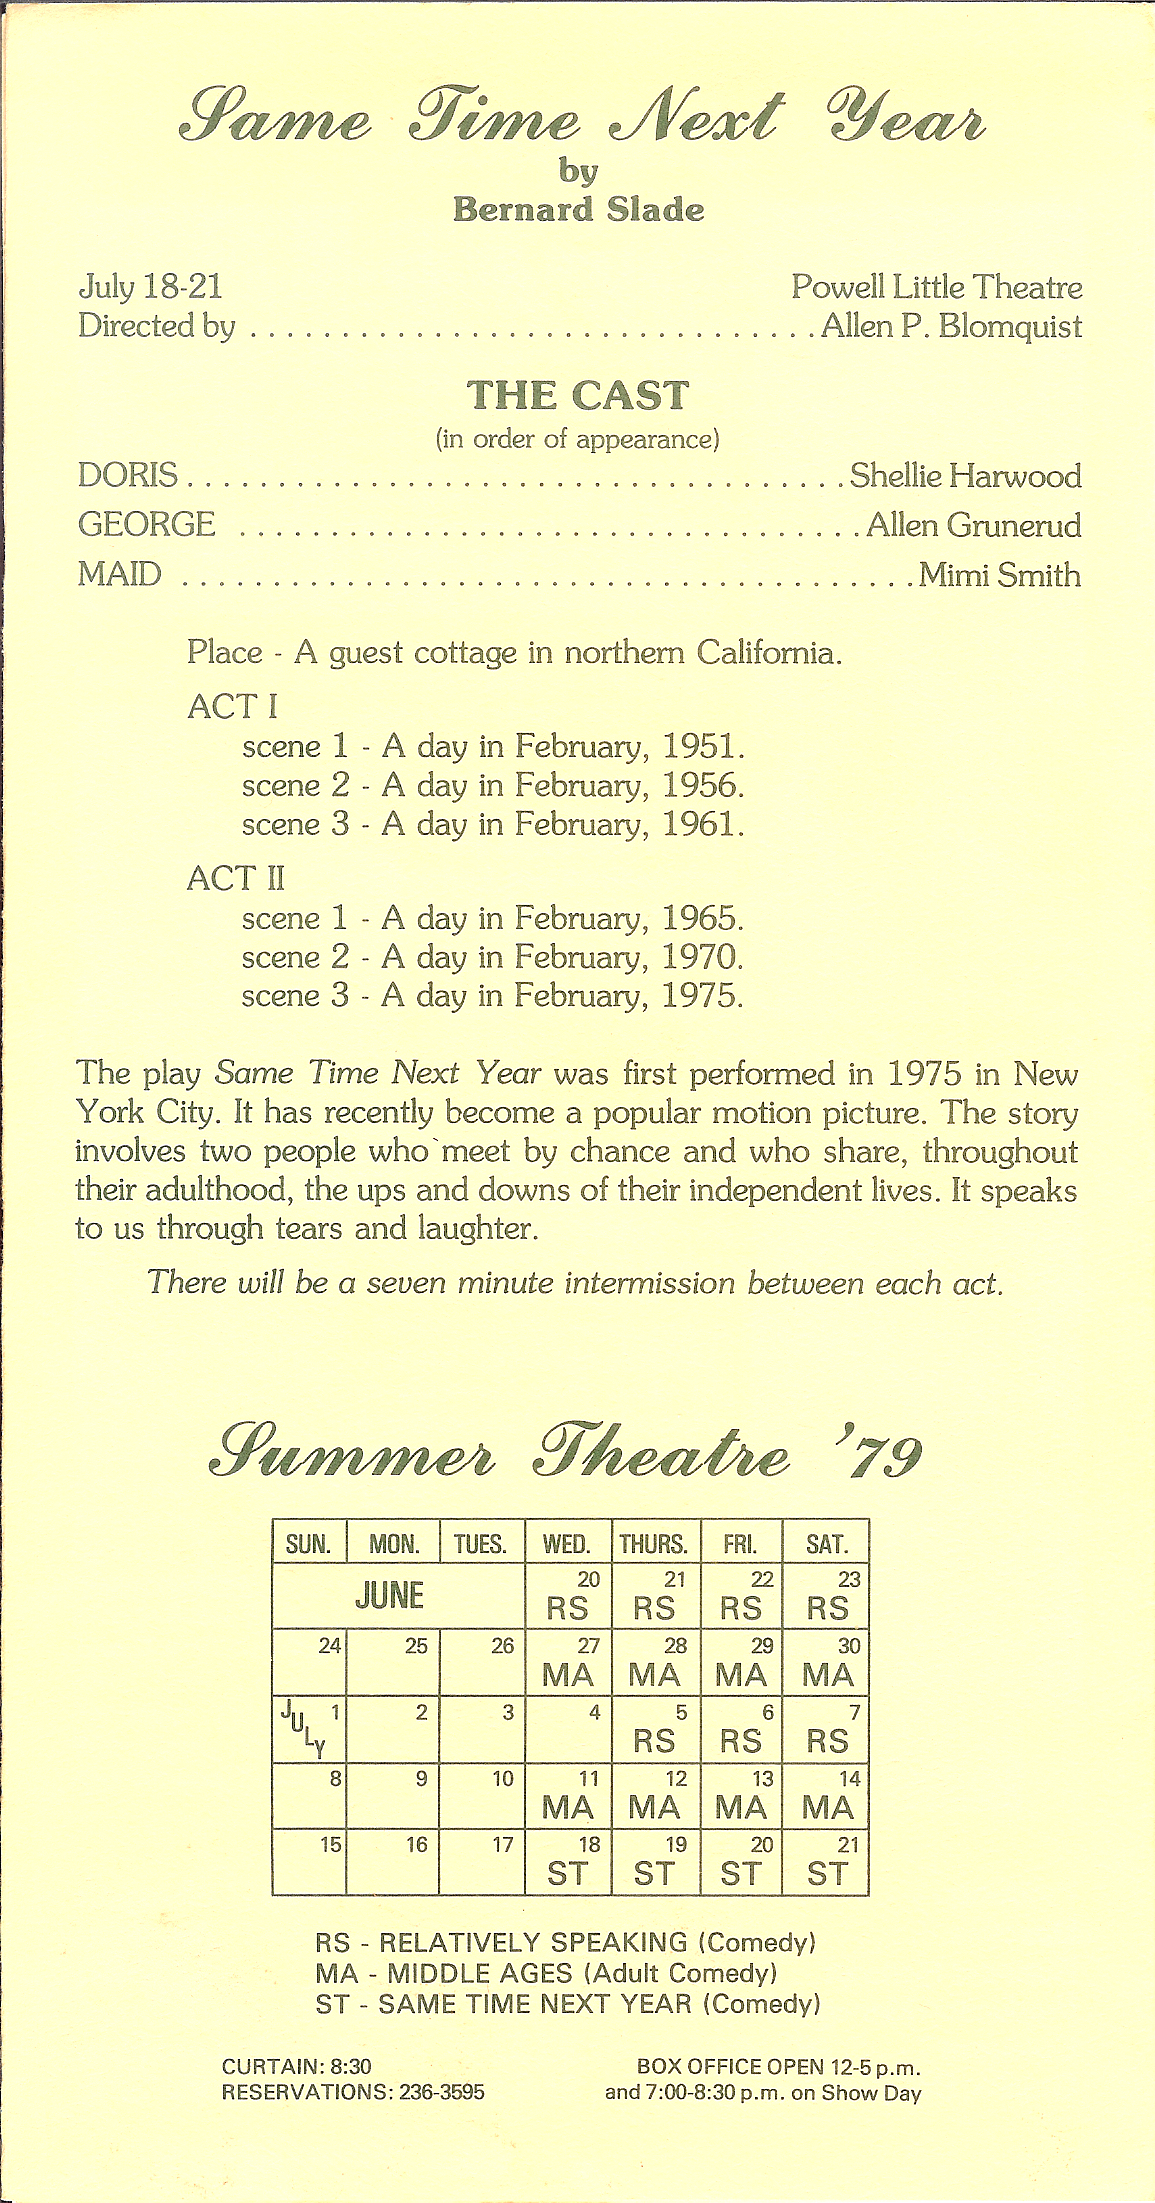 Same Time Next Year
by
Bernard Slade
July 18-21 Powell Little Theatre
Directed by . . . . . . . . . . . . . . . . . . . . . . . . . . . . . . . . Allen P. Blomquist
THE CAST
(in order of appearance)
DORIS . . . . . . . . . . . . . . . . . . . . . . . . . . . . . . . . . . . . . Shellie Harwood
GEORGE . . . . . . . . . . . . . . . . . . . . . . . . . . . . . . . . . . . Allen Grunerud
MAID . . . . . . . . . . . . . . . . . . . . . . . . . . . . . . . . . . . . . . . . . Mimi Smith
Place - A guest cottage in northern California.
ACT I
scene 1 - A day in February, 1951.
scene 2 - A day in February, 1956.
scene 3 - A day in February, 1961.
ACT II
scene 1 - A day in February, 1965.
scene 2 - A day in February, 1970.
scene 3 - A day in February, 1975.
The play Same Time Next Year was first performed in 1975 in New
York City. It has recently become a popular motion picture. The story
involves two people who meet by chance and who share, throughout
their adulthood, the ups and downs of their independent lives. It speaks
to us through tears and laughter.
There will be a seven minute intermission between each act.
Summer Theatre '79
SUN. MON. TUES. WED. THURS. FRI. SAT.
JUNE 20 21 22 23
RS RS RS RS
24 25 26 27 28 29 30
MA MA MA MA
JULY 1 2 3 4 5 6 7
RS RS RS
8 9 10 11 12 13 14
MA MA MA MA
15 16 17 18 19 20 21
ST ST ST ST
RS - RELATIVELY SPEAKING (Comedy)
MA - MIDDLE AGES (Adult Comedy)
ST - SAME TIME NEXT YEAR (Comedy)
CURTAIN: 8:30 BOX OFFICE OPEN 12-5 p.m.
RESERVATIONS: 236-3595 and 7:00-8:30 p.m. on Show Day